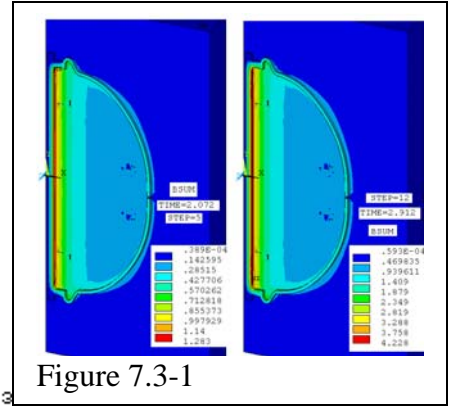 BSUM
TIME=2.072
STEP=5
.389E-04
.142595
.28515
.427706
.570262
.712818
.855373
.997929
1.14
1.283
STEP=12
TIME=2.912
BSUM
.593E-04
.469835
.939611
1.409
1.879
2.349
2.819
3.288
3.758
4.228
Figure 7.3-1
3